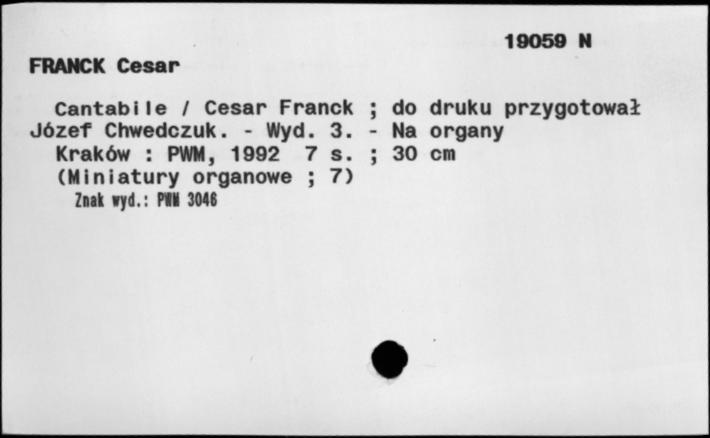 19059 N
FRANCK Cesar
Cantabile / Cesar Franck ; do druku przygotował
Józef Chwedczuk. - Wyd. 3. - Na organy
Kraków : PWM, 1992 7 s. ; 30 cm
(Miniatury organowe ; 7)
Znak wyd.: PWM 3046